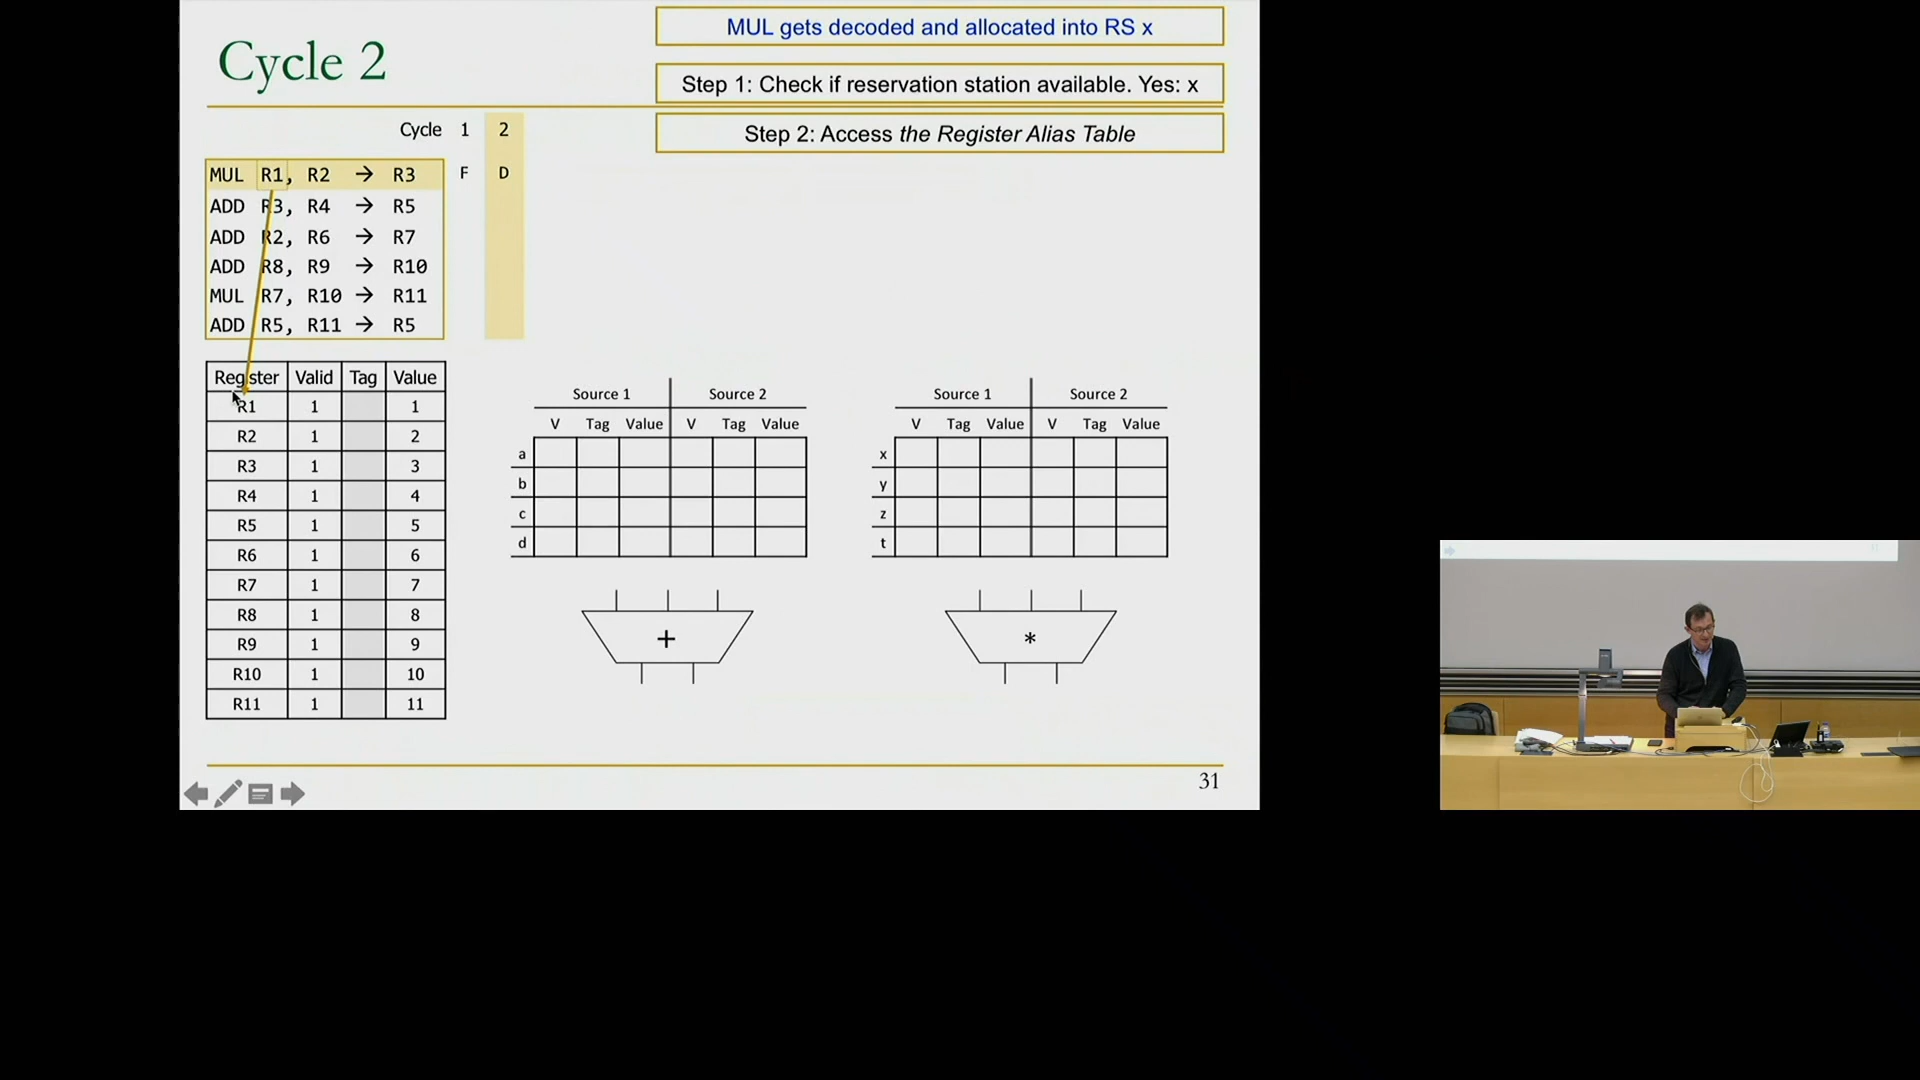 Cycle 2
MUL gets decoded and allocated into RS x
Step 1: Check if reservation station available. Yes: x
Step 2: Access the Register Alias Table
Cycle 1 2
MUL R1, R2 → R3 F D
ADD R3, R4 → R5
ADD R2, R6 → R7
ADD R8, R9 → R10
MUL R7, R10 → R11
ADD R5, R11 → R5
Register Valid Tag Value
R1 1 1
R2 1 2
R3 1 3
R4 1 4
R5 1 5
R6 1 6
R7 1 7
R8 1 8
R9 1 9
R10 1 10
R11 1 11
Source 1 Source 2
V Tag Value V Tag Value
a
b
c
d
+
Source 1 Source 2
V Tag Value V Tag Value
x
y
z
t
*
31